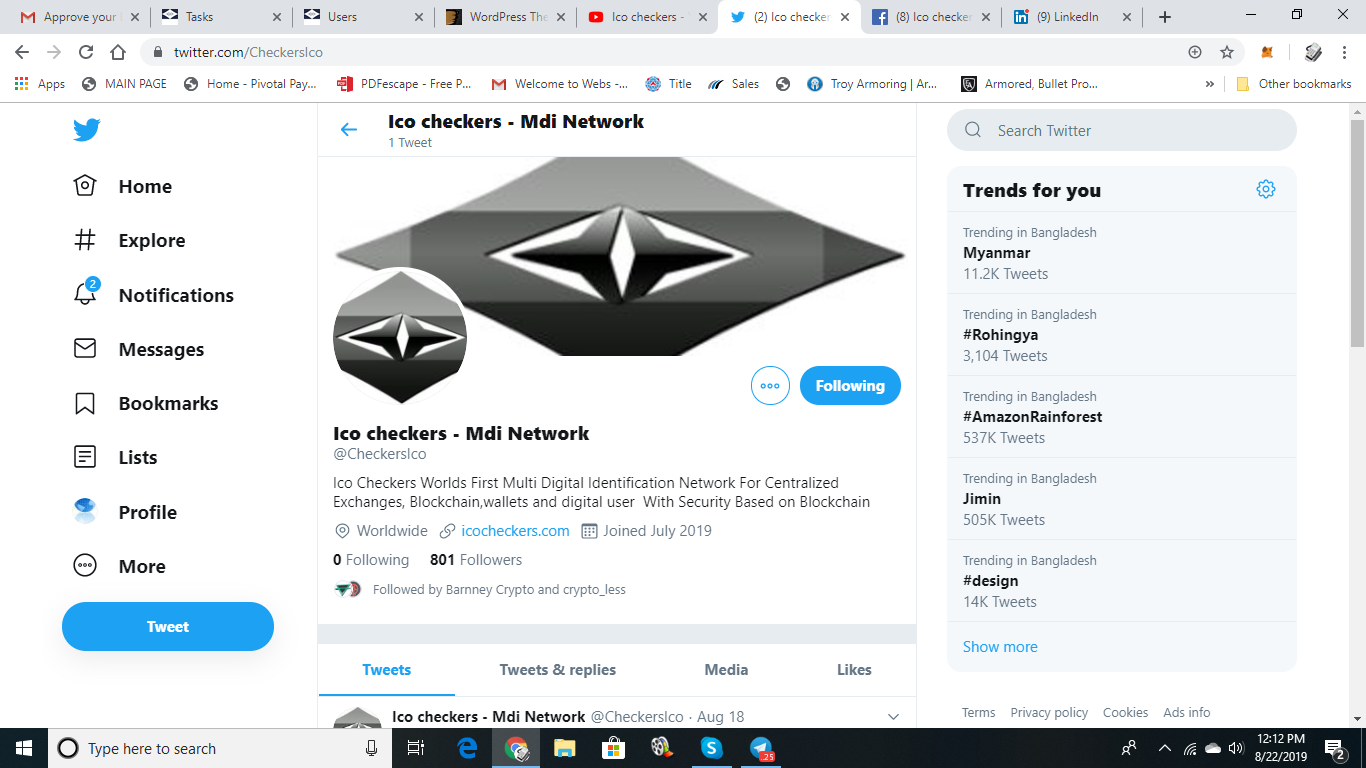 Approve your
Tasks
Users
WordPress The
Ico checkers -
(2) Ico checker
(8) Ico checker
(9) LinkedIn
twitter.com/CheckersIco
Apps
MAIN PAGE
Home - Pivotal Pay...
PDFescape - Free P...
Welcome to Webs -...
Title
Sales
Troy Armoring | Ar...
Armored, Bullet Pro...
»
Other bookmarks
Ico checkers - Mdi Network
1 Tweet
Search Twitter
Home
Explore
2
Notifications
Messages
Bookmarks
Lists
Profile
More
Tweet
Following
Ico checkers - Mdi Network
@CheckersIco
Ico Checkers Worlds First Multi Digital Identification Network For Centralized
Exchanges, Blockchain,wallets and digital user With Security Based on Blockchain
Worldwide icocheckers.com Joined July 2019
0 Following 801 Followers
Followed by Barnney Crypto and crypto_less
Tweets Tweets & replies Media Likes
Ico checkers - Mdi Network @CheckersIco · Aug 18
Trends for you
Trending in Bangladesh
Myanmar
11.2K Tweets
Trending in Bangladesh
#Rohingya
3,104 Tweets
Trending in Bangladesh
#AmazonRainforest
537K Tweets
Trending in Bangladesh
Jimin
505K Tweets
Trending in Bangladesh
#design
14K Tweets
Show more
Terms Privacy policy Cookies Ads info
Type here to search
.25
12:12 PM
8/22/2019
2